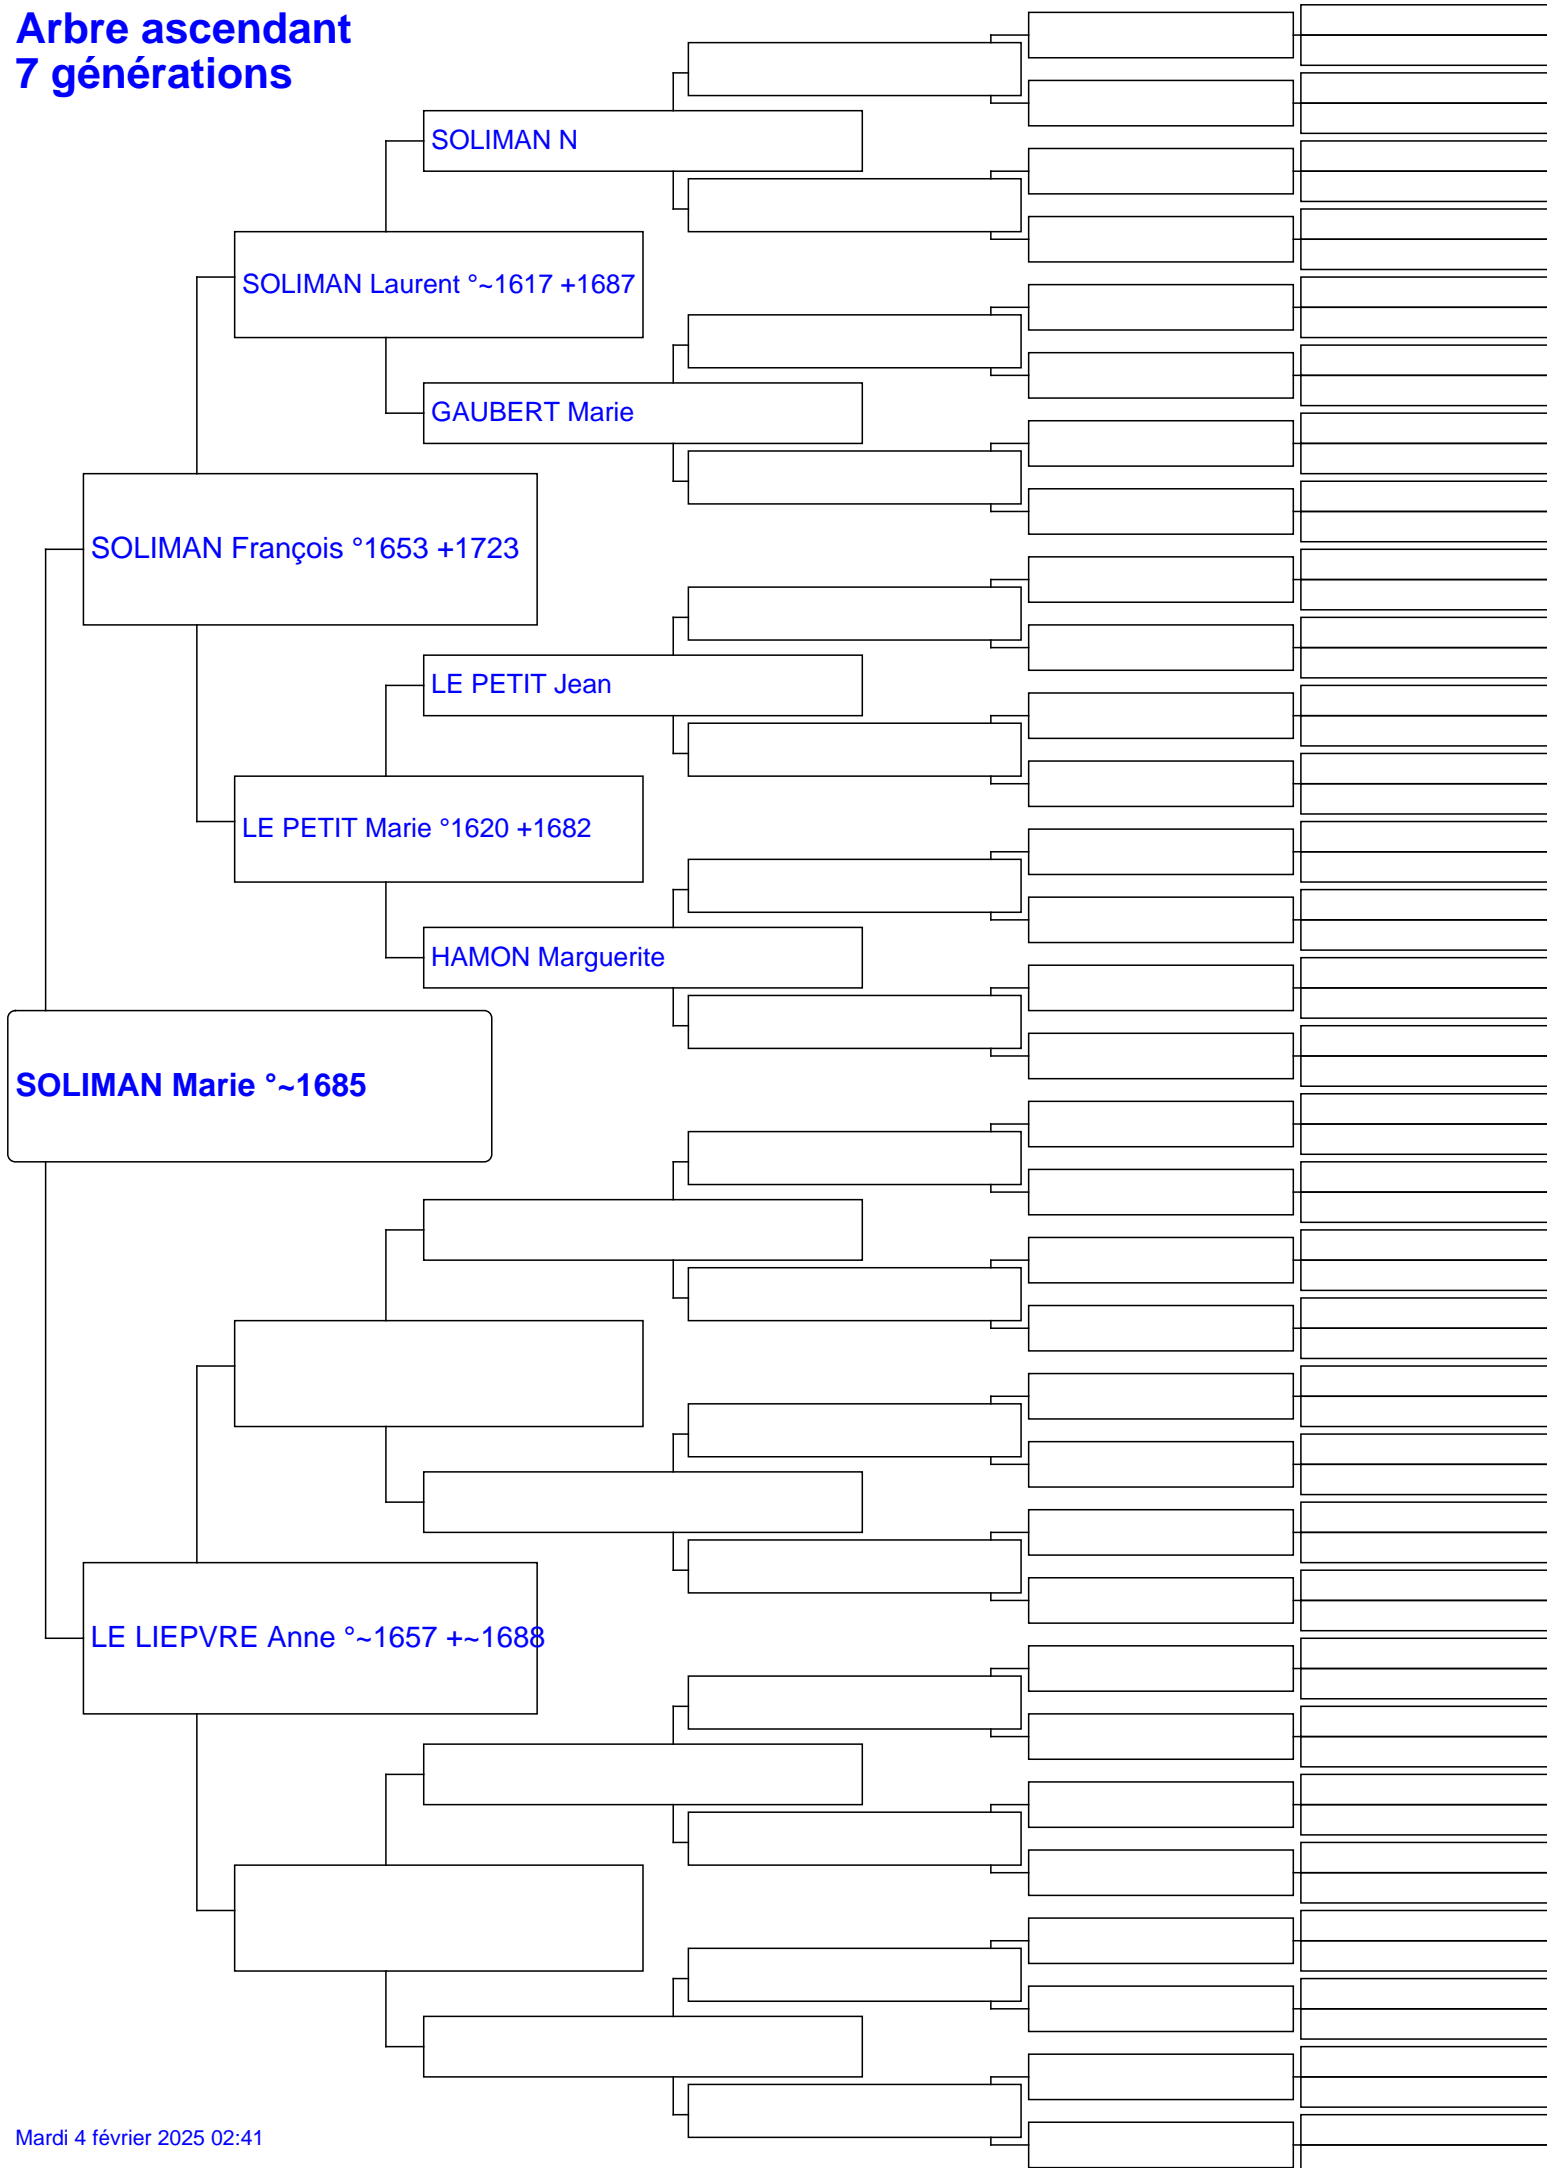 Arbre ascendant
7 générations
SOLIMAN N
SOLIMAN Laurent °~1617 +1687
GAUBERT Marie
SOLIMAN François °1653 +1723
LE PETIT Jean
LE PETIT Marie °1620 +1682
HAMON Marguerite
SOLIMAN Marie °~1685
LE LIEPVRE Anne °~1657 +~1688
Mardi 4 février 2025 02:41